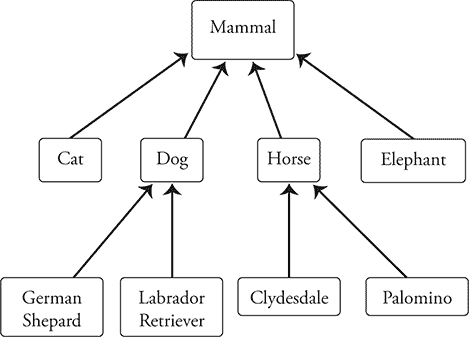 Mammal
Cat
Dog
Horse
Elephant
German
Shepard
Labrador
Retriever
Clydesdale
Palomino